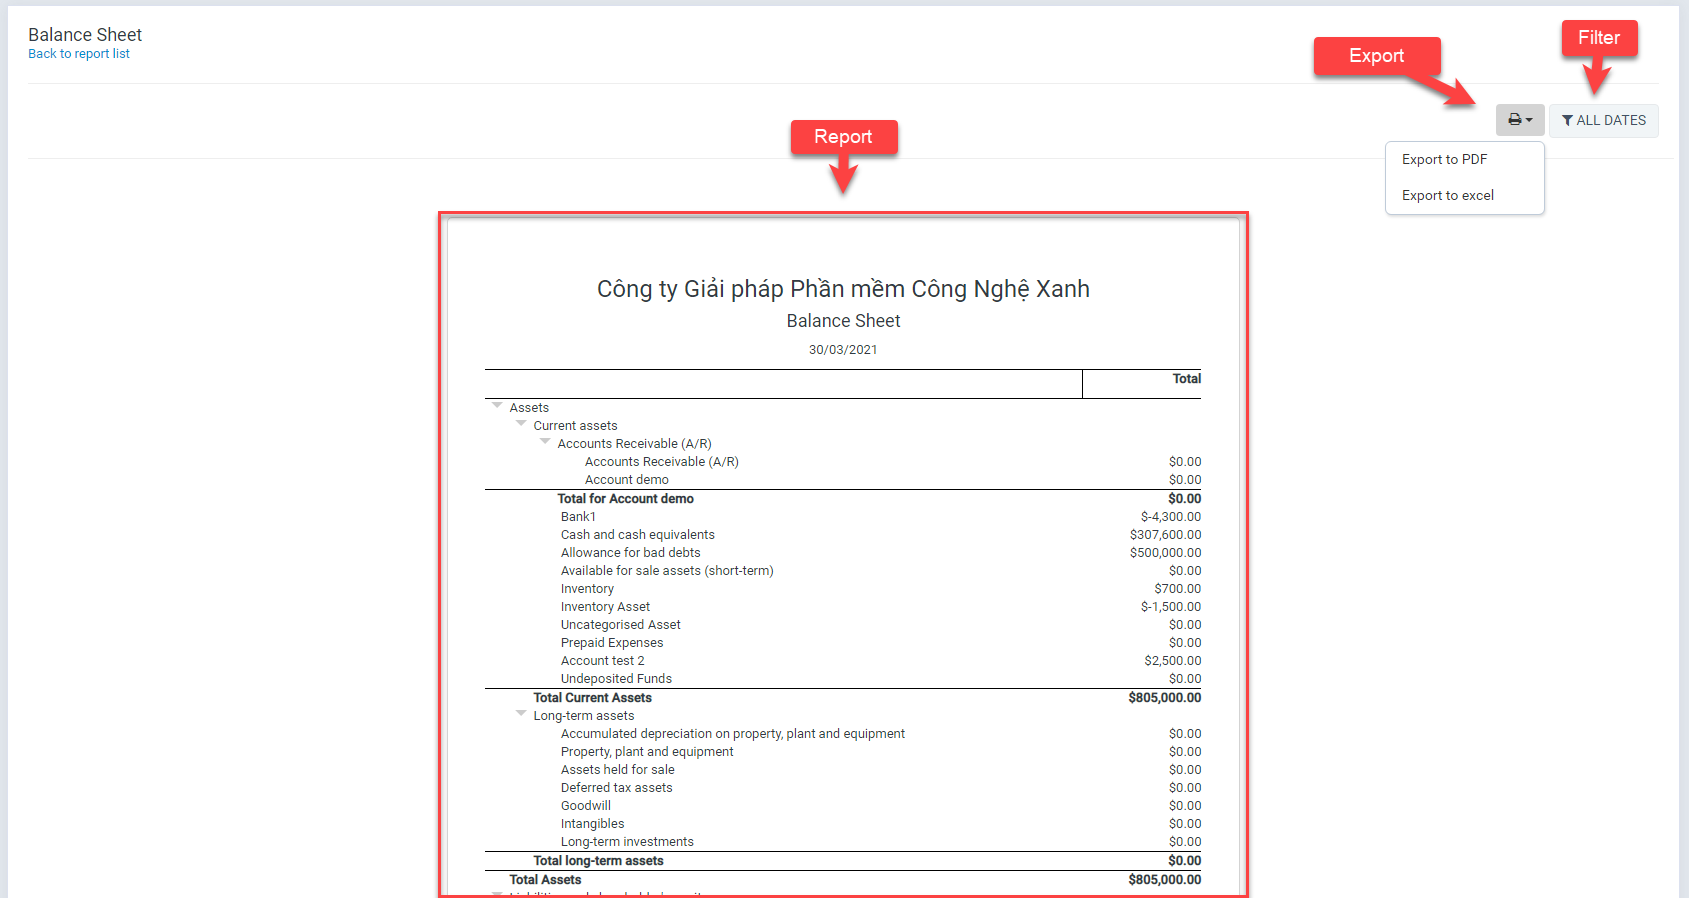 Balance Sheet
Back to report list
Export
Filter
ALL DATES
Export to PDF
Export to excel
Report
Công ty Giải pháp Phần mềm Công Nghệ Xanh
Balance Sheet
30/03/2021
Total
Assets
Current assets
Accounts Receivable (A/R)
Accounts Receivable (A/R) $0.00
Account demo $0.00
Total for Account demo $0.00
Bank1 $-4,300.00
Cash and cash equivalents $307,600.00
Allowance for bad debts $500,000.00
Available for sale assets (short-term) $0.00
Inventory $700.00
Inventory Asset $-1,500.00
Uncategorised Asset $0.00
Prepaid Expenses $0.00
Account test 2 $2,500.00
Undeposited Funds $0.00
Total Current Assets $805,000.00
Long-term assets
Accumulated depreciation on property, plant and equipment $0.00
Property, plant and equipment $0.00
Assets held for sale $0.00
Deferred tax assets $0.00
Goodwill $0.00
Intangibles $0.00
Long-term investments $0.00
Total long-term assets $0.00
Total Assets $805,000.00